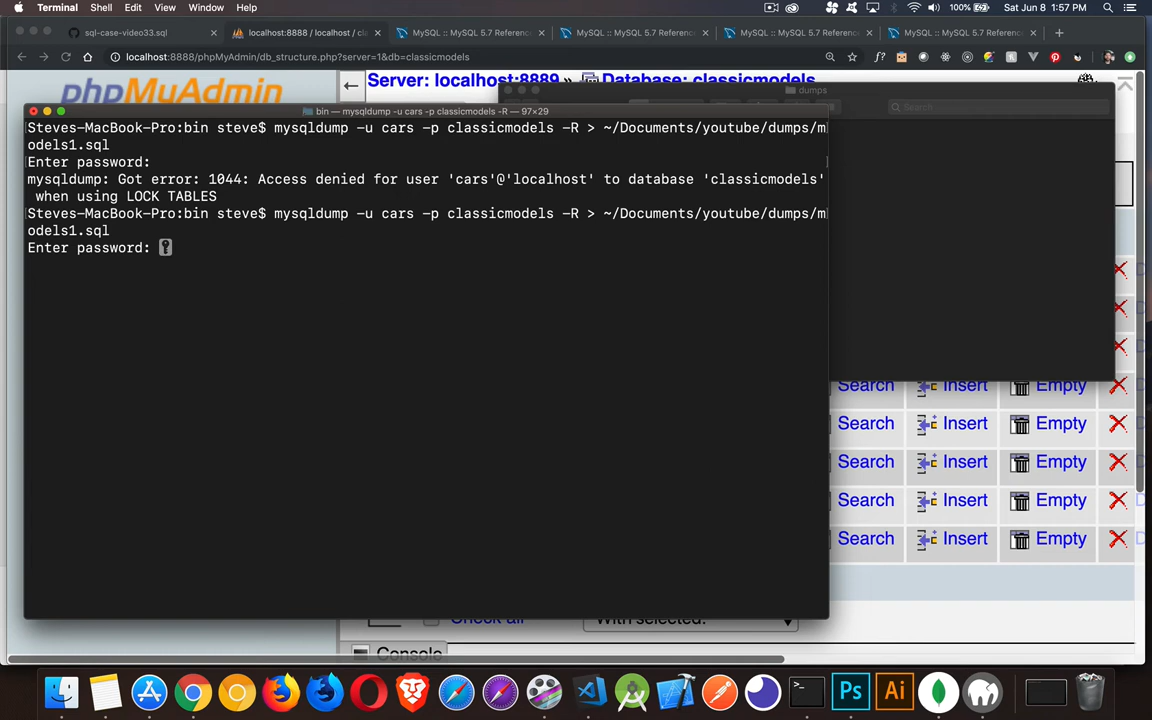 Terminal Shell Edit View Window Help 100% Sat Jun 8 1:57 PM
sql-case-video33.sql × localhost:8888 / localhost / cl × MySQL :: MySQL 5.7 Reference × MySQL :: MySQL 5.7 Reference × MySQL :: MySQL 5.7 Reference × MySQL :: MySQL 5.7 Reference × +
localhost:8888/phpMyAdmin/db_structure.php?server=1&db=classicmodels
phpMyAdmin
Server: localhost:8889 » Database: classicmodels
dumps
Search
bin — mysqldump -u cars -p classicmodels -R — 97×29
Steves-MacBook-Pro:bin steve$ mysqldump -u cars -p classicmodels -R > ~/Documents/youtube/dumps/m
odels1.sql
Enter password:
mysqldump: Got error: 1044: Access denied for user 'cars'@'localhost' to database 'classicmodels'
when using LOCK TABLES
Steves-MacBook-Pro:bin steve$ mysqldump -u cars -p classicmodels -R > ~/Documents/youtube/dumps/m
odels1.sql
Enter password:
Search Insert Empty
Search Insert Empty
Search Insert Empty
Search Insert Empty
Search Insert Empty
Check all With selected:
Console
Ps Ai